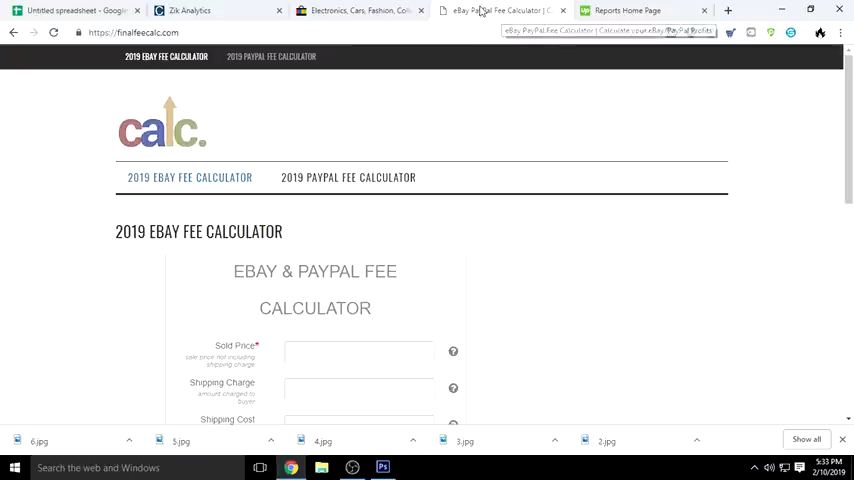 Untitled spreadsheet - Google
Zik Analytics
Electronics, Cars, Fashion, Coll
eBay PayPal Fee Calculator | C
Reports Home Page
https://finalfeecalc.com
eBay PayPal Fee Calculator | Calculate your eBay/PayPal Profits
2019 EBAY FEE CALCULATOR
2019 PAYPAL FEE CALCULATOR
calc.
2019 EBAY FEE CALCULATOR
2019 PAYPAL FEE CALCULATOR
2019 EBAY FEE CALCULATOR
EBAY & PAYPAL FEE
CALCULATOR
Sold Price*
sale price not including
shipping charge
Shipping Charge
amount charged to
buyer
Shipping Cost
6.jpg
5.jpg
4.jpg
3.jpg
2.jpg
Show all
Search the web and Windows
5:33 PM
2/10/2019